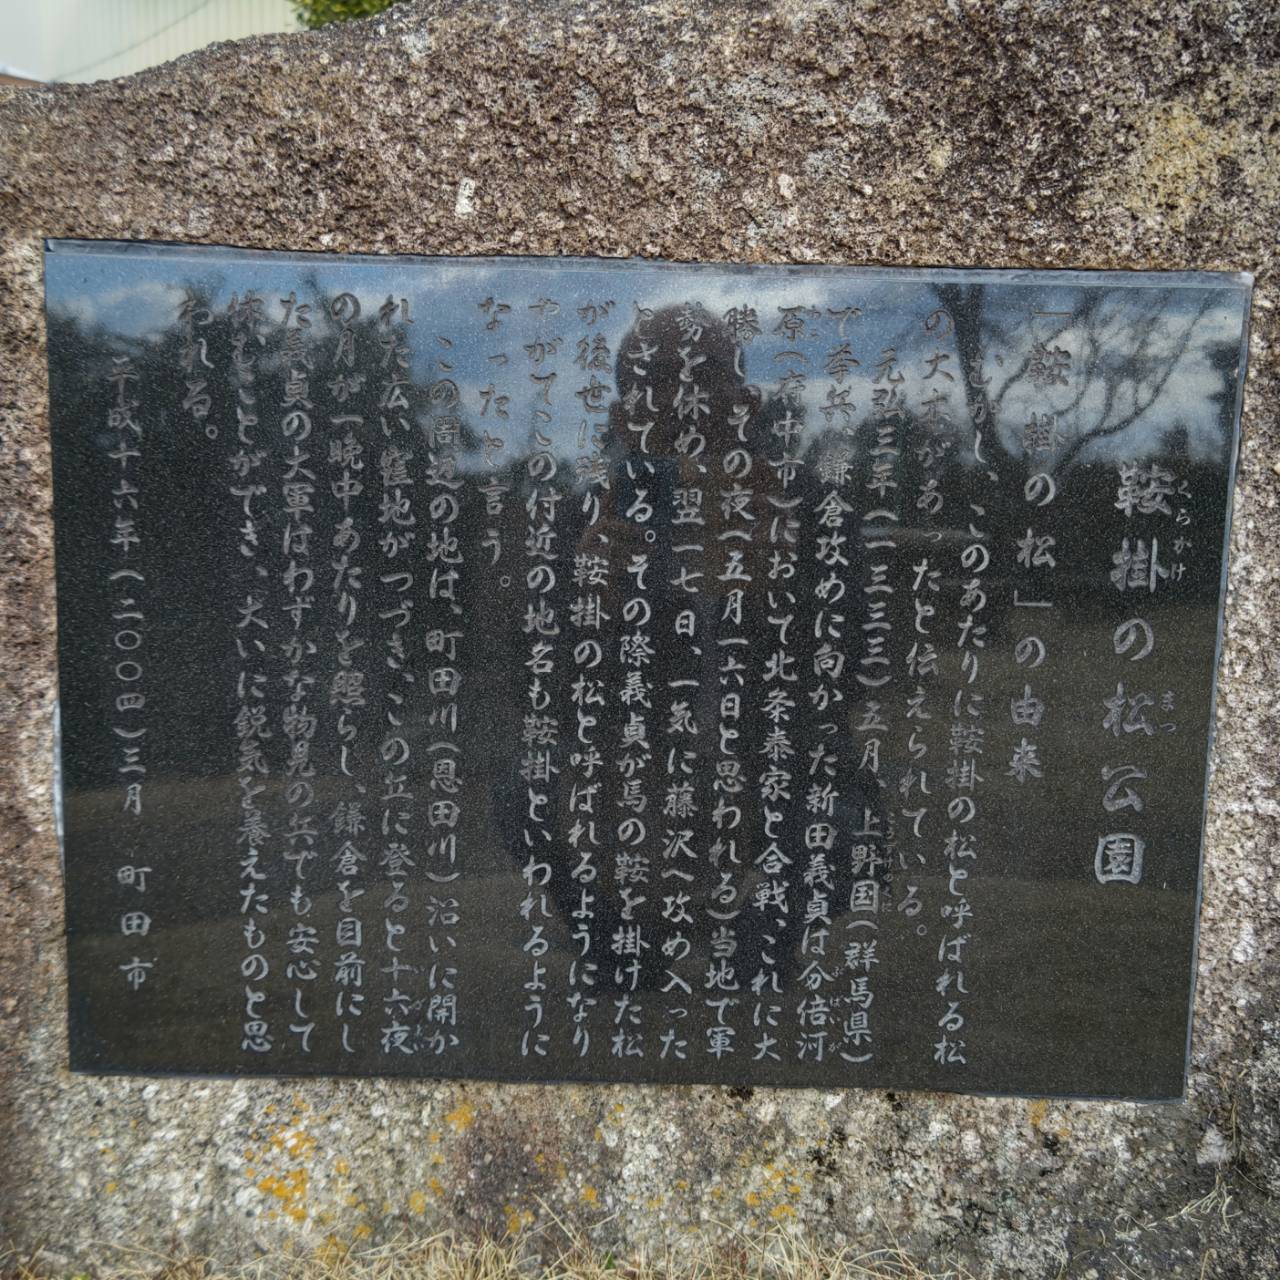 鞍掛の松公園
「鞍掛の松」の由来
むかし、このあたりに鞍掛の松と呼ばれる松
の大木があったと伝えられている。
元弘三年(一三三三)五月、上野国(群馬県)
で挙兵、鎌倉攻めに向かった新田義貞は分倍河
原(府中市)において北条泰家と合戦、これに大
勝し、その夜(五月一六日と思われる)当地で軍
勢を休め、翌一七日、一気に藤沢へ攻め入った
とされている。その際義貞が馬の鞍を掛けた松
が後世に残り、鞍掛の松と呼ばれるようになり
やがてこの付近の地名も鞍掛といわれるように
なったと言う。
この周辺の地は、町田川(恩田川)沿いに開か
れた広い窪地がつづき、この丘に登ると十六夜
の月が一晩中あたりを照らし、鎌倉を目前にし
た義貞の大軍はわずかな物見の兵でも安心して
休むことができ、大いに鋭気を養えたものと思
われる。
平成十六年(二〇〇四)三月 町田市